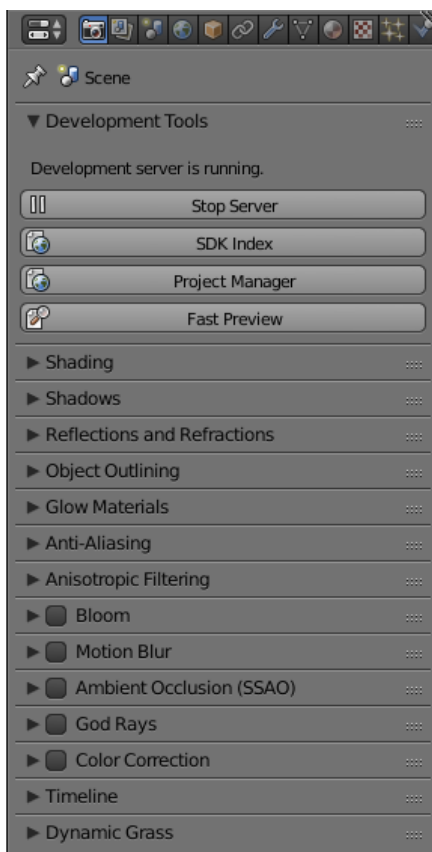 Scene
Development Tools
Development server is running.
Stop Server
SDK Index
Project Manager
Fast Preview
Shading
Shadows
Reflections and Refractions
Object Outlining
Glow Materials
Anti-Aliasing
Anisotropic Filtering
Bloom
Motion Blur
Ambient Occlusion (SSAO)
God Rays
Color Correction
Timeline
Dynamic Grass